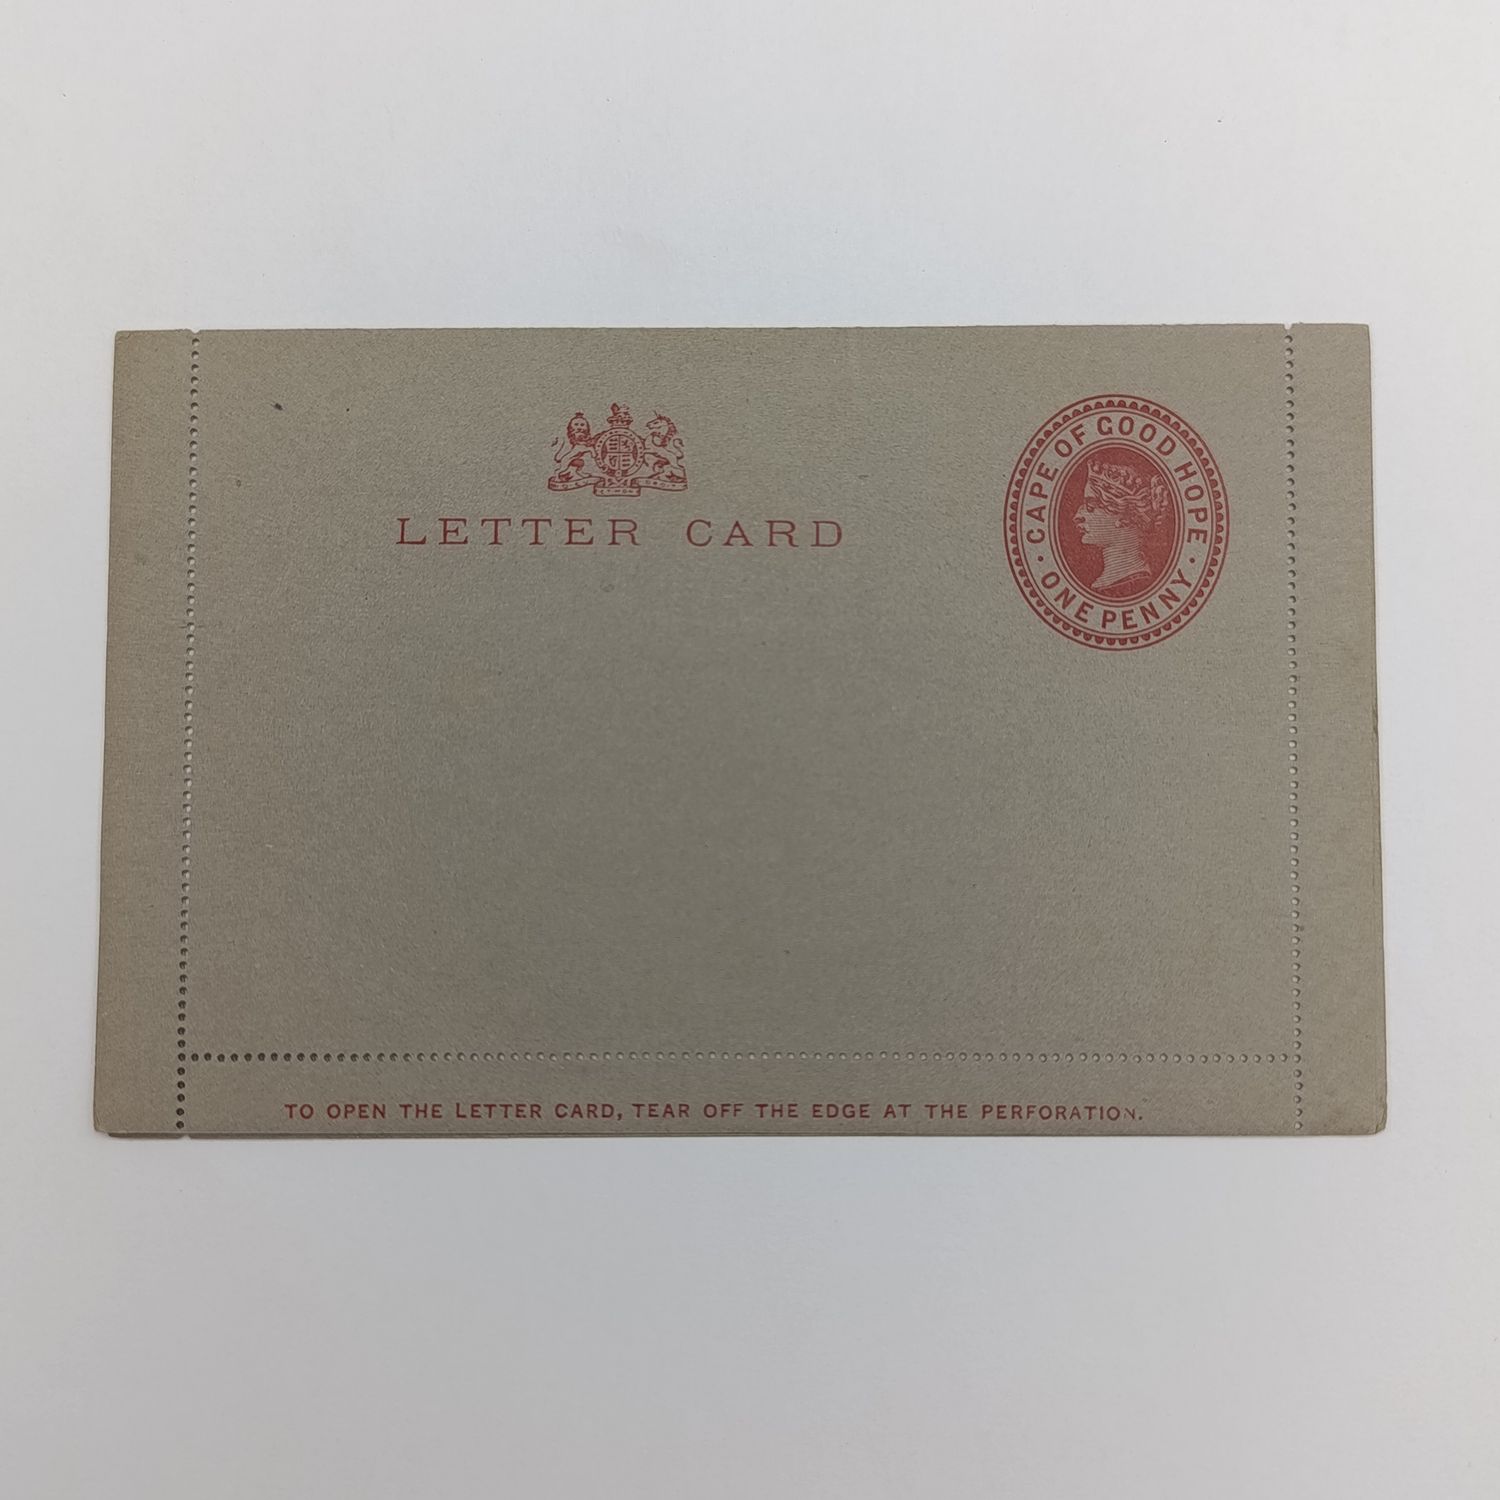 LETTER CARD
CAPE OF GOOD HOPE
ONE PENNY
TO OPEN THE LETTER CARD, TEAR OFF THE EDGE AT THE PERFORATION.